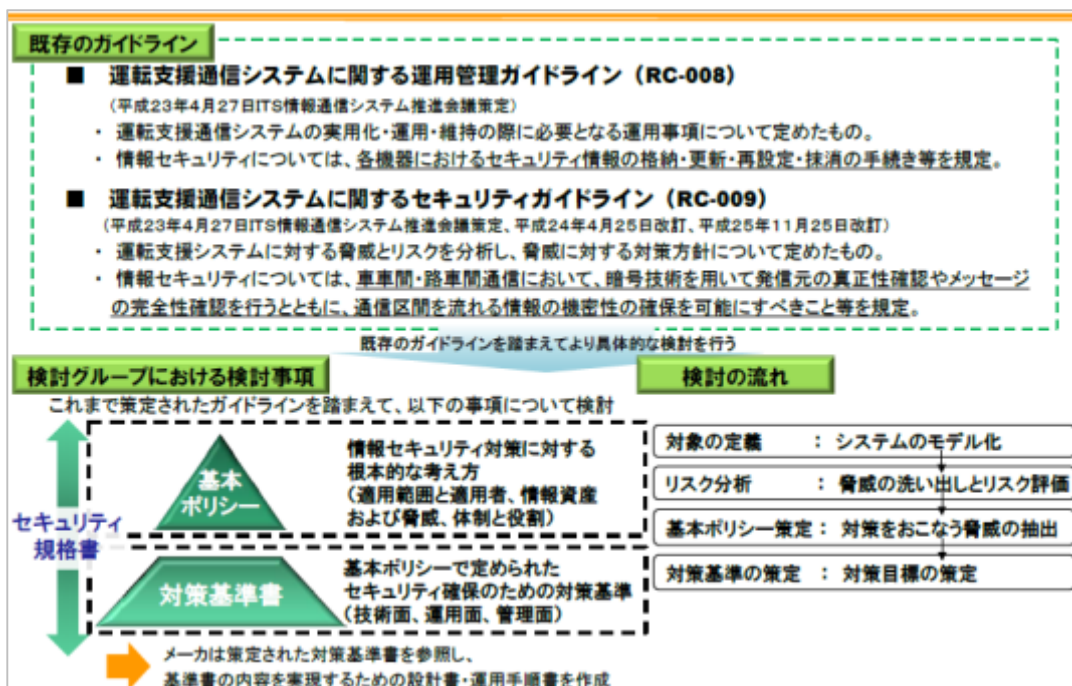 既存のガイドライン
■ 運転支援通信システムに関する運用管理ガイドライン（RC-008）
（平成23年4月27日ITS情報通信システム推進会議策定）
・ 運転支援通信システムの実用化・運用・維持の際に必要となる運用事項について定めたもの。
・ 情報セキュリティについては、各機器におけるセキュリティ情報の格納・更新・再設定・抹消の手続き等を規定。
■ 運転支援通信システムに関するセキュリティガイドライン（RC-009）
（平成23年4月27日ITS情報通信システム推進会議策定、平成24年4月25日改訂、平成25年11月25日改訂）
・ 運転支援システムに対する脅威とリスクを分析し、脅威に対する対策方針について定めたもの。
・ 情報セキュリティについては、車車間・路車間通信において、暗号技術を用いて発信元の真正性確認やメッセージ
の完全性確認を行うとともに、通信区間を流れる情報の機密性の確保を可能にすべきこと等を規定。
既存のガイドラインを踏まえてより具体的な検討を行う
検討グループにおける検討事項
これまで策定されたガイドラインを踏まえて、以下の事項について検討
セキュリティ
規格書
基本
ポリシー
情報セキュリティ対策に対する
根本的な考え方
（適用範囲と適用者、情報資産
および脅威、体制と役割）
対策基準書
基本ポリシーで定められた
セキュリティ確保のための対策基準
（技術面、運用面、管理面）
メーカは策定された対策基準書を参照し、
基準書の内容を実現するための設計書・運用手順書を作成
検討の流れ
対象の定義 ： システムのモデル化
リスク分析 ： 脅威の洗い出しとリスク評価
基本ポリシー策定： 対策をおこなう脅威の抽出
対策基準の策定 ： 対策目標の策定